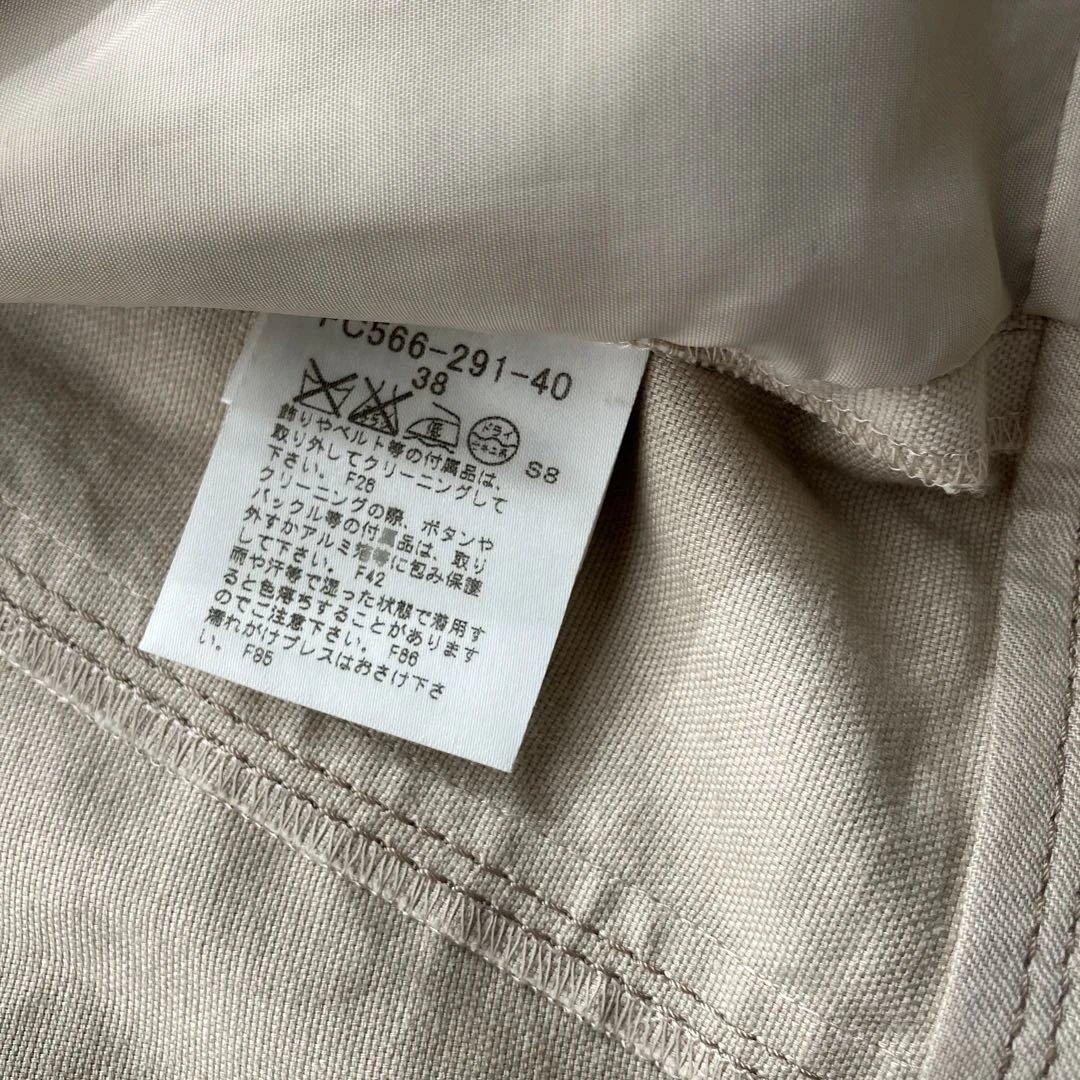 FC566-291-40
38
低 ドライ S8
飾りやベルト等の付属品は、
取り外してクリーニングして
下さい。 F26
クリーニングの際、ボタンや
バックル等の付属品は、取り
外すかアルミ箔等に包み保護
して下さい。 F42
雨や汗等で湿った状態で着用す
ると色落ちすることがあります
のでご注意下さい。 F86
濡れがけプレスはおさけ下さ
い。 F85